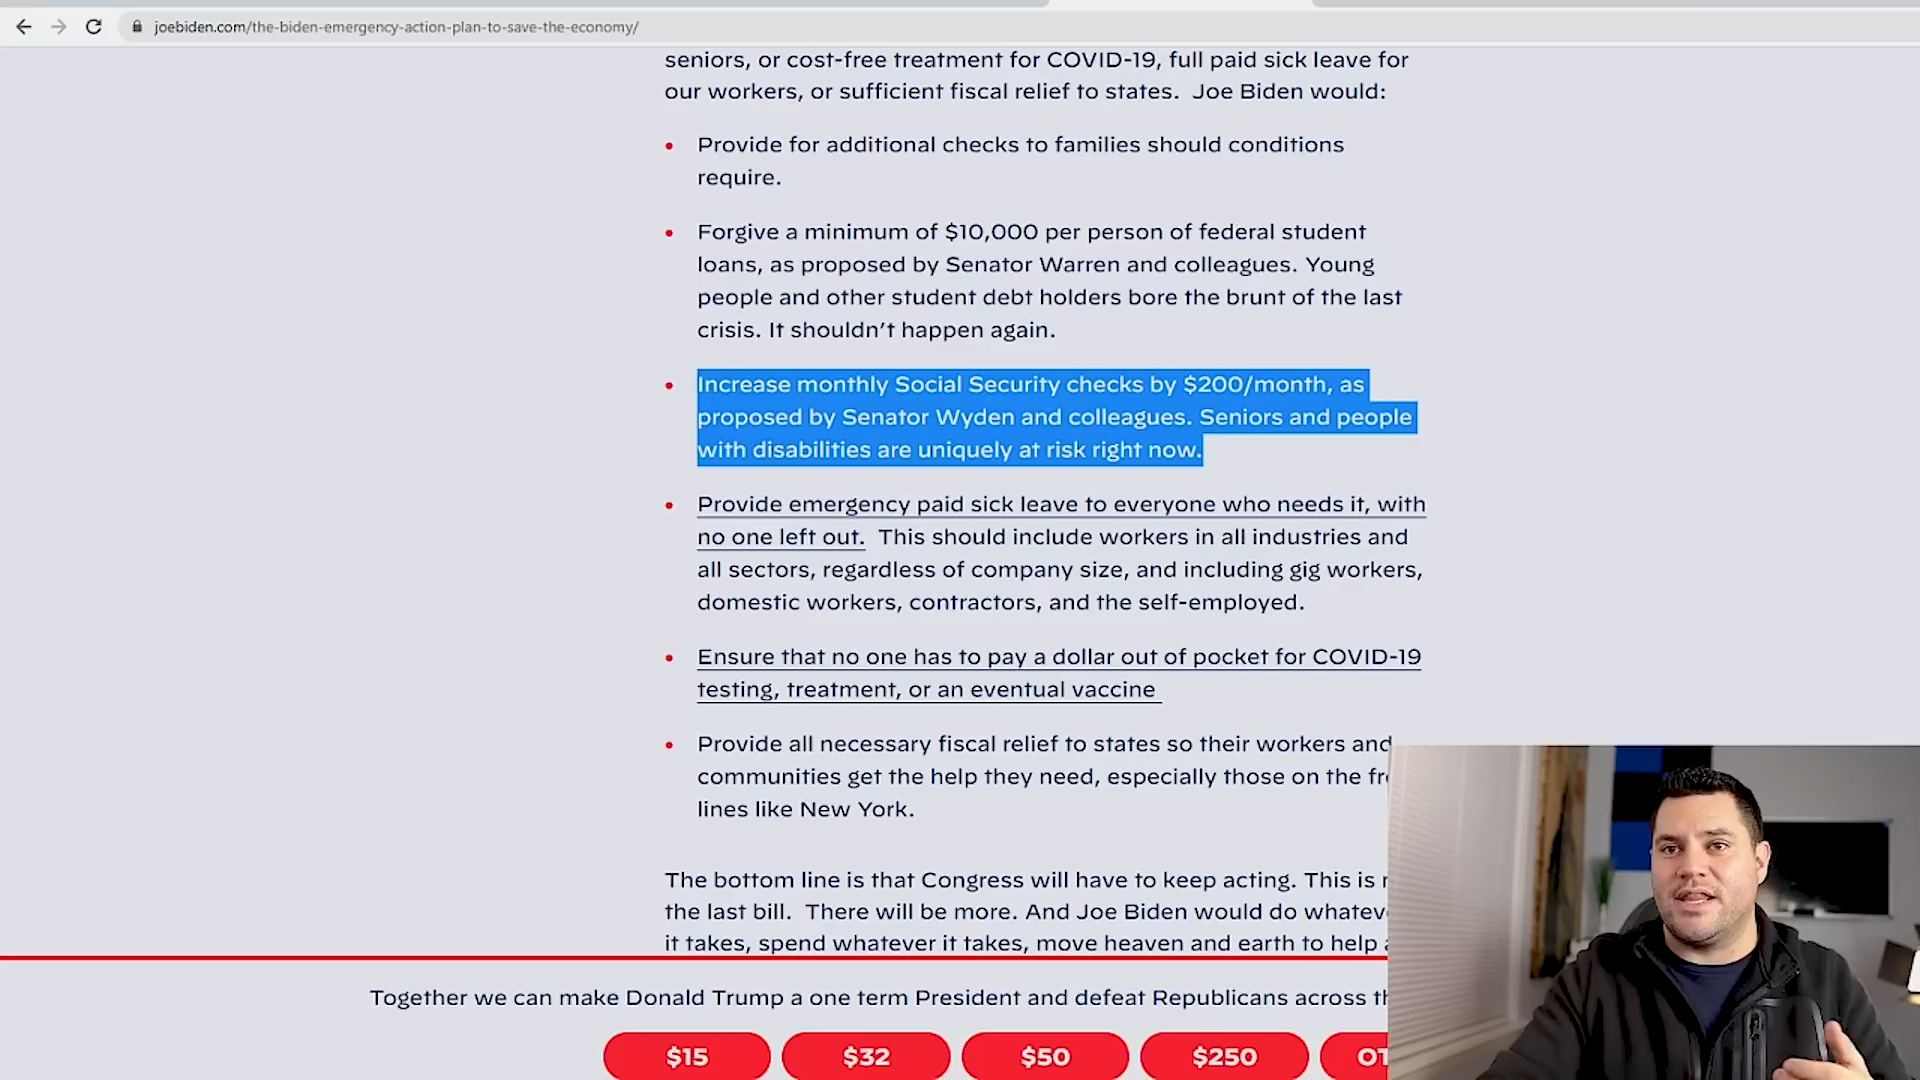 joebiden.com/the-biden-emergency-action-plan-to-save-the-economy/
seniors, or cost-free treatment for COVID-19, full paid sick leave for
our workers, or sufficient fiscal relief to states.  Joe Biden would:
Provide for additional checks to families should conditions
require.
Forgive a minimum of $10,000 per person of federal student
loans, as proposed by Senator Warren and colleagues. Young
people and other student debt holders bore the brunt of the last
crisis. It shouldn't happen again.
Increase monthly Social Security checks by $200/month, as
proposed by Senator Wyden and colleagues. Seniors and people
with disabilities are uniquely at risk right now.
Provide emergency paid sick leave to everyone who needs it, with
no one left out.  This should include workers in all industries and
all sectors, regardless of company size, and including gig workers,
domestic workers, contractors, and the self-employed.
Ensure that no one has to pay a dollar out of pocket for COVID-19
testing, treatment, or an eventual vaccine
Provide all necessary fiscal relief to states so their workers and
communities get the help they need, especially those on the
lines like New York.
The bottom line is that Congress will have to keep acting. This is
the last bill.  There will be more. And Joe Biden would do
it takes, spend whatever it takes, move heaven and earth to help
Together we can make Donald Trump a one term President and defeat Republicans across
$15
$32
$50
$250